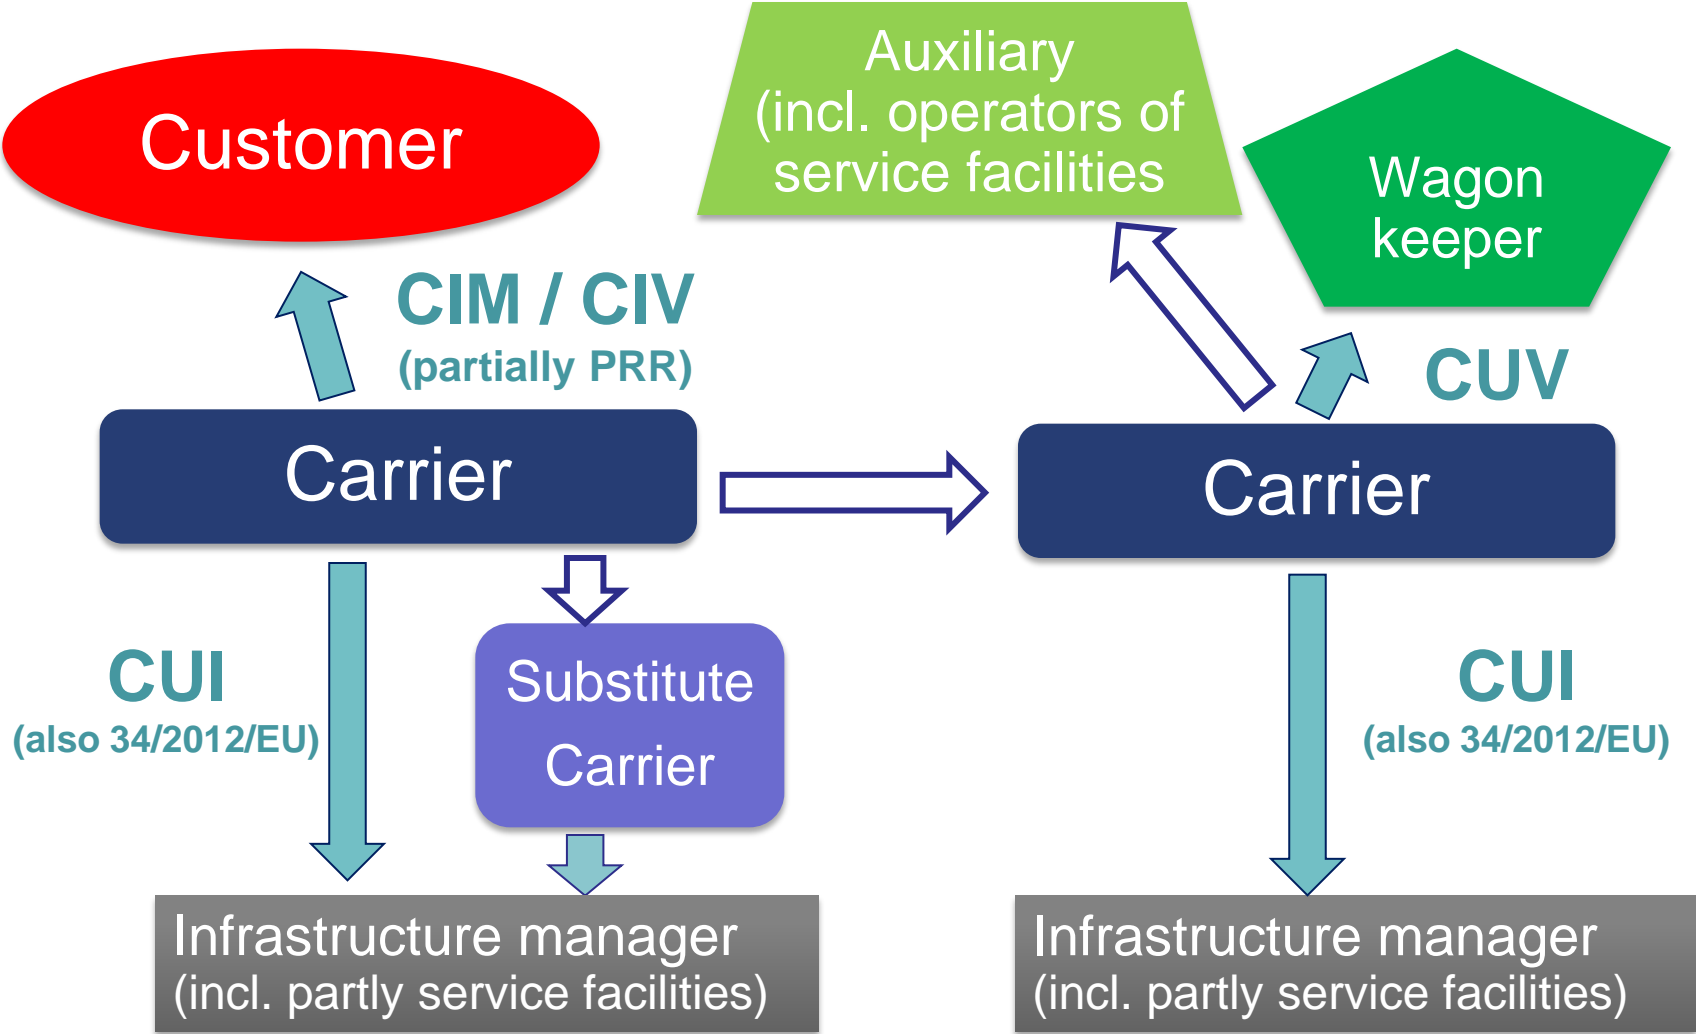 Customer
Auxiliary
(incl. operators of
service facilities
Wagon
keeper
CIM / CIV
(partially PRR)
CUV
Carrier
Carrier
CUI
(also 34/2012/EU)
Substitute
Carrier
CUI
(also 34/2012/EU)
Infrastructure manager
(incl. partly service facilities)
Infrastructure manager
(incl. partly service facilities)